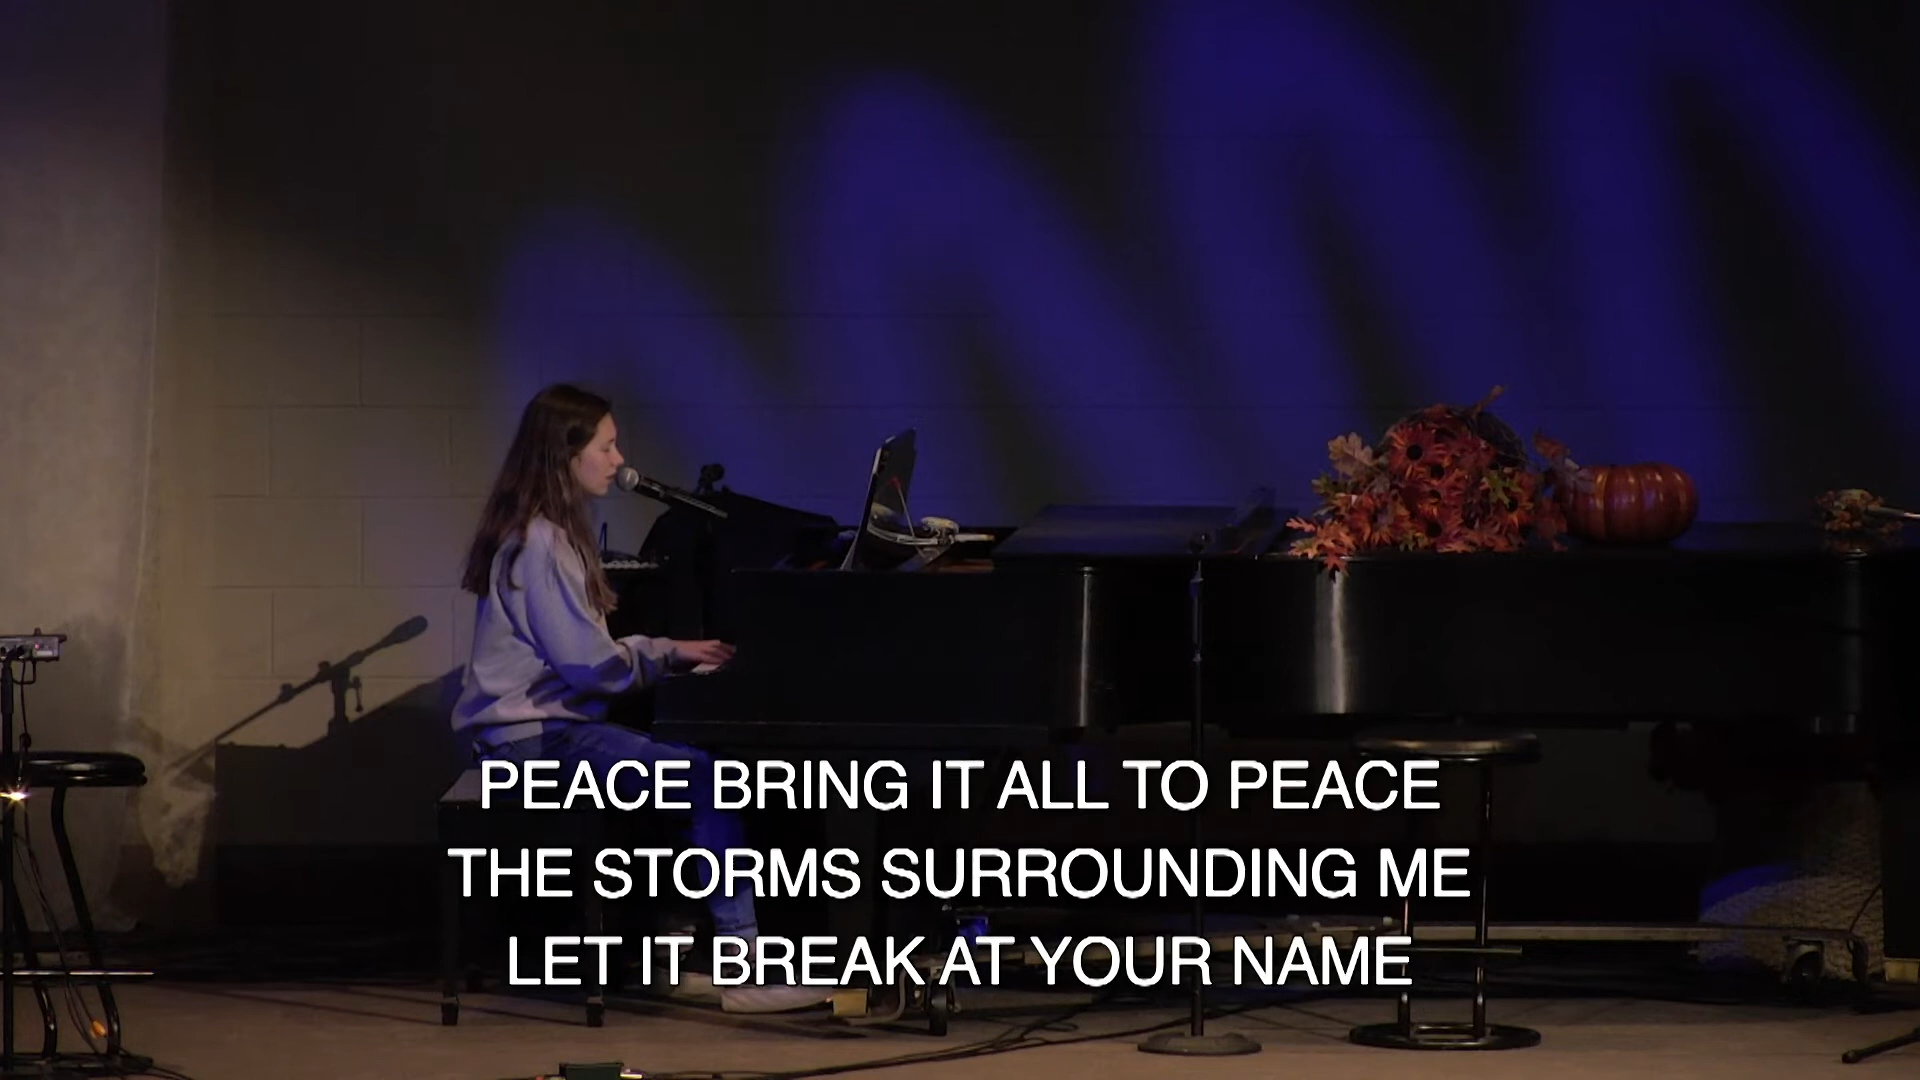 PEACE BRING IT ALL TO PEACE
THE STORMS SURROUNDING ME
LET IT BREAK AT YOUR NAME